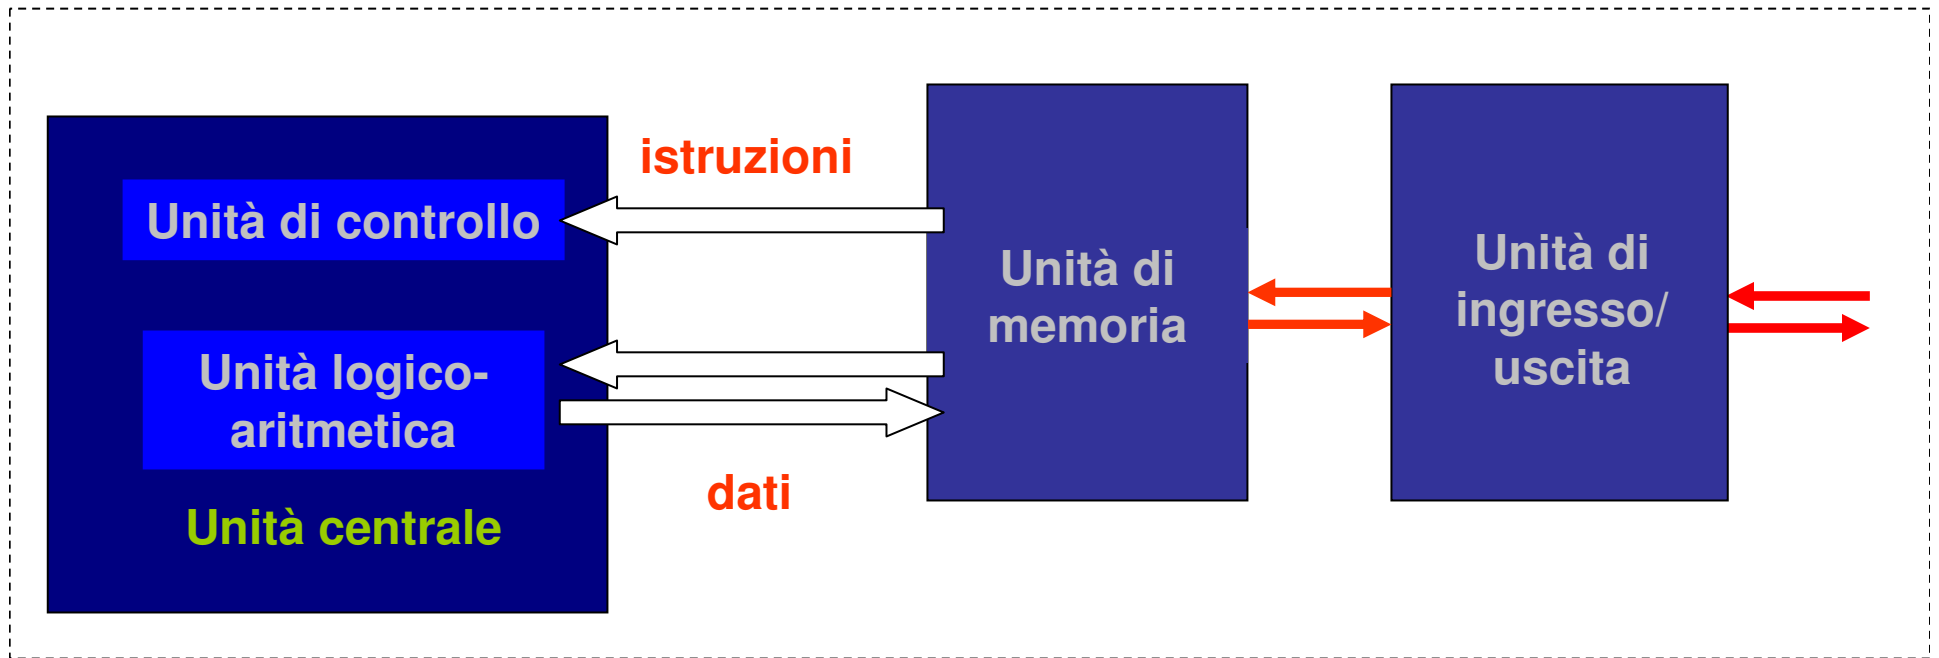 istruzioni
Unità di controllo
Unità logico-
aritmetica
Unità centrale
dati
Unità di
memoria
Unità di
ingresso/
uscita